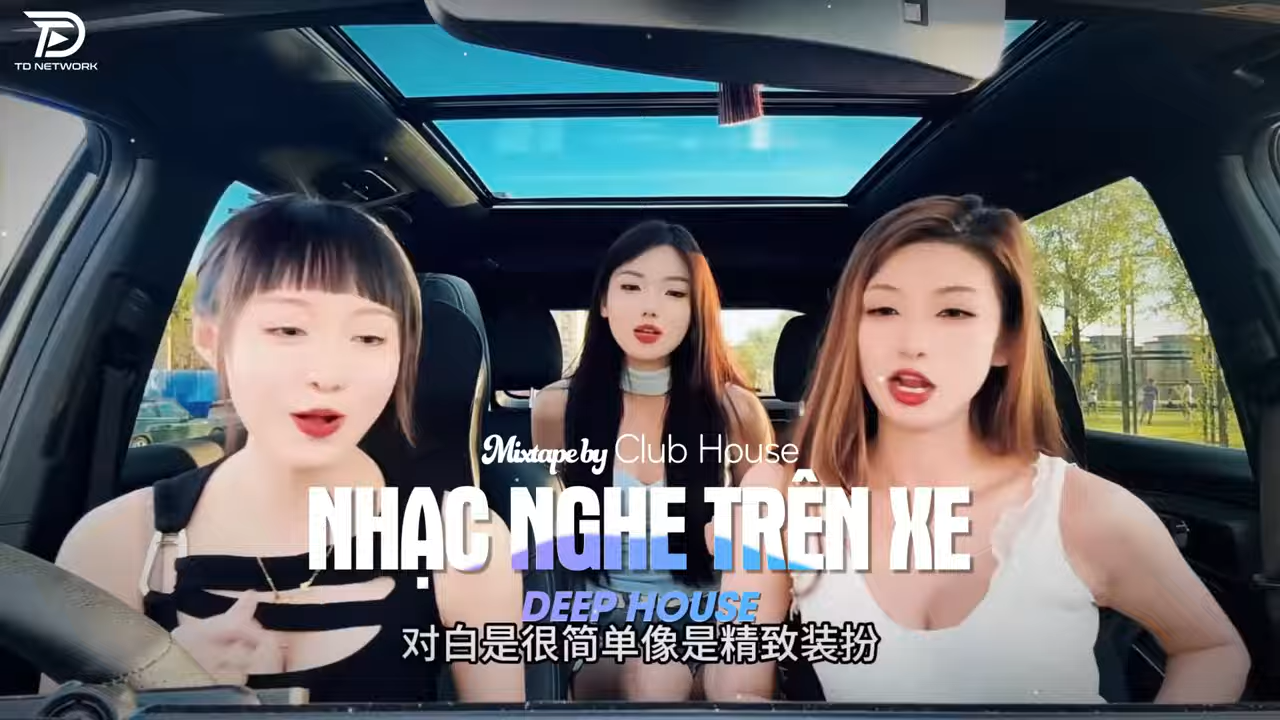 TD NETWORK
Mixtape by Club House
NHẠC NGHE TRÊN XE
DEEP HOUSE
对白是很简单像是精致装扮